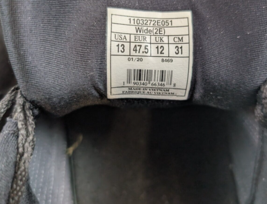 1103272E051
Wide(2E)
USA EUR UK CM
13 47.5 12 31
01/20
MADE IN VIETNAM